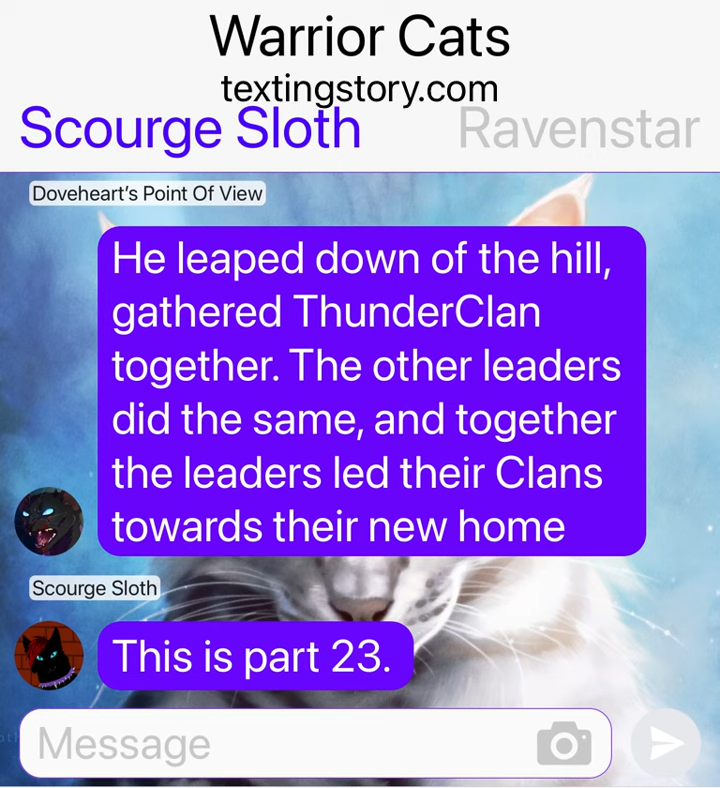 Warrior Cats
textingstory.com
Scourge Sloth Ravenstar
Doveheart's Point Of View
He leaped down of the hill,
gathered ThunderClan
together. The other leaders
did the same, and together
the leaders led their Clans
towards their new home
Scourge Sloth
This is part 23.
Message